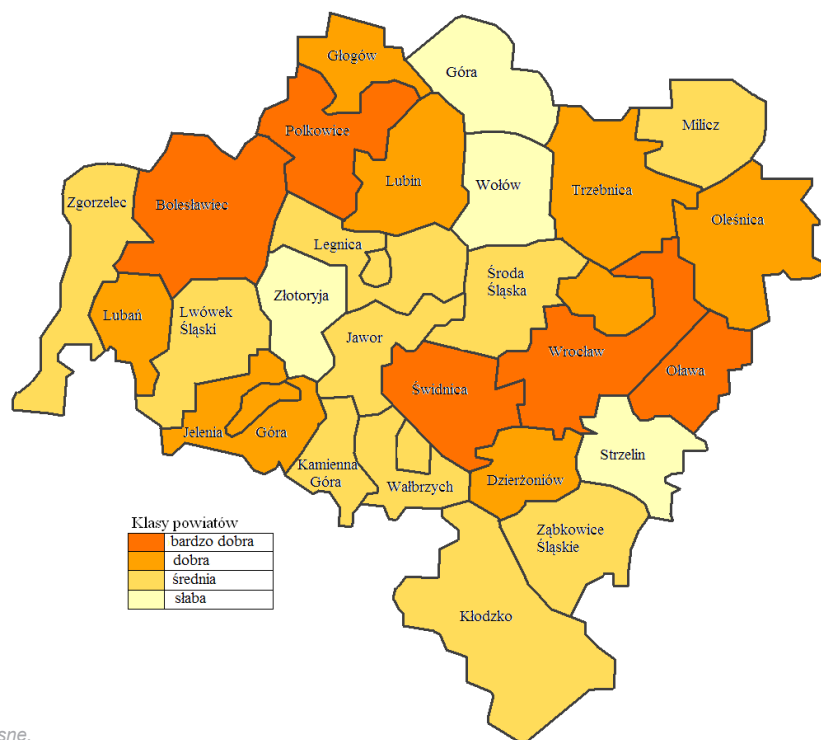 Głogów
Góra
Milicz
Polkowice
Lubin
Wołów
Trzebnica
Zgorzelec
Bolesławiec
Oleśnica
Legnica
Środa
Śląska
Złotoryja
Lubań
Lwówek
Śląski
Jawor
Wrocław
Oława
Świdnica
Jelenia
Góra
Strzelin
Kamienna
Góra
Wałbrzych
Dzierżoniów
Ząbkowice
Śląskie
Kłodzko
Klasy powiatów
bardzo dobra
dobra
średnia
słaba
sne.